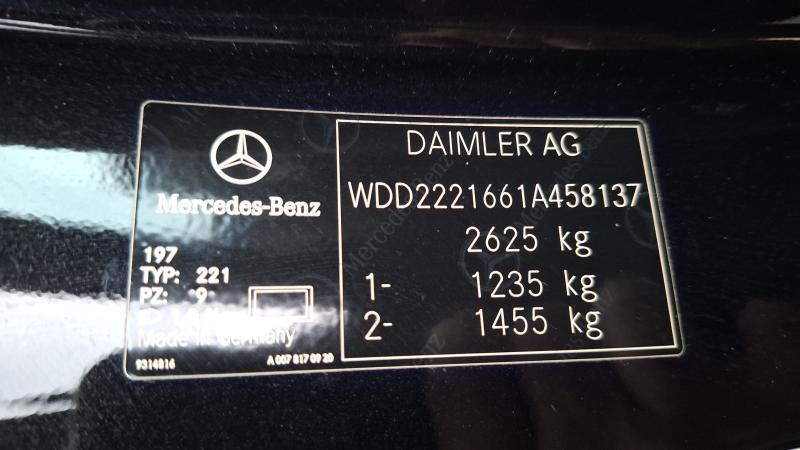 Mercedes-Benz
197
TYP: 221
PZ: 9
Made in Germany
9314816
A 007 817 09 20
DAIMLER AG
WDD2221661A458137
2625 kg
1- 1235 kg
2- 1455 kg